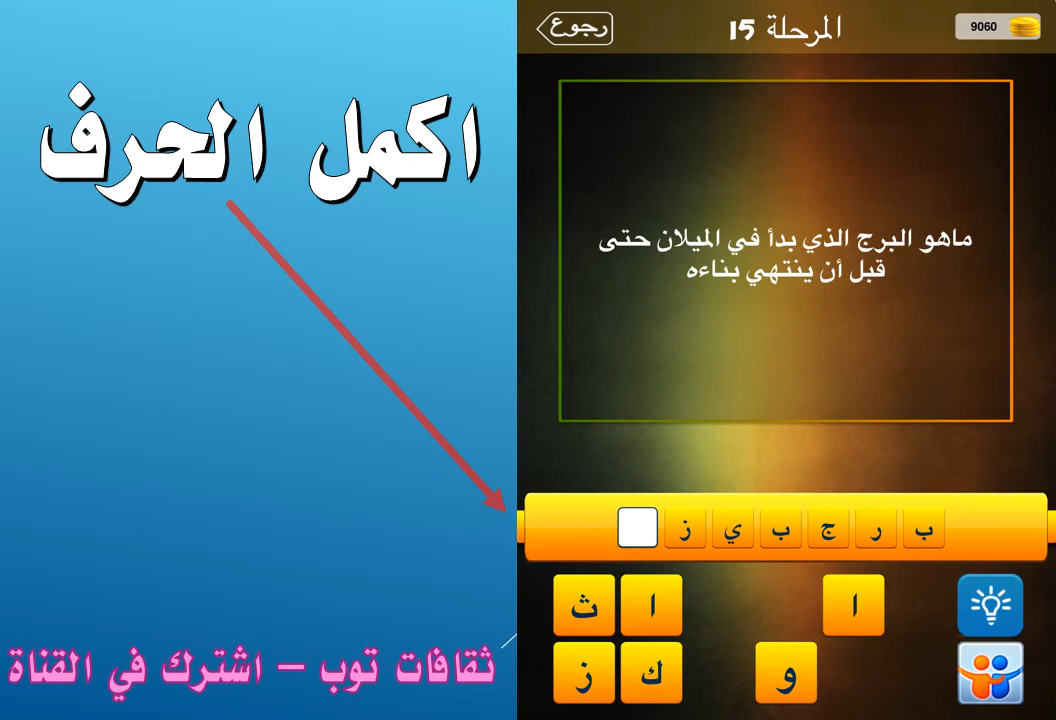 اكمل الحرف
ثقافات توب – اشترك في القناة
رجوع
المرحلة 15
9060
ماهو البرج الذي بدأ في الميلان حتى
قبل أن ينتهي بناءه
ب ر ج ب ي ز
ث ا ا
ز ك و